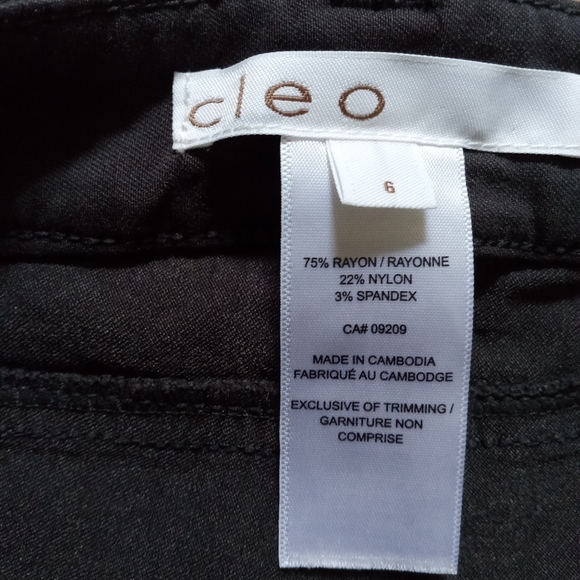 cleo
6
75% RAYON / RAYONNE
22% NYLON
3% SPANDEX
CA# 09209
MADE IN CAMBODIA
FABRIQUÉ AU CAMBODGE
EXCLUSIVE OF TRIMMING /
GARNITURE NON
COMPRISE